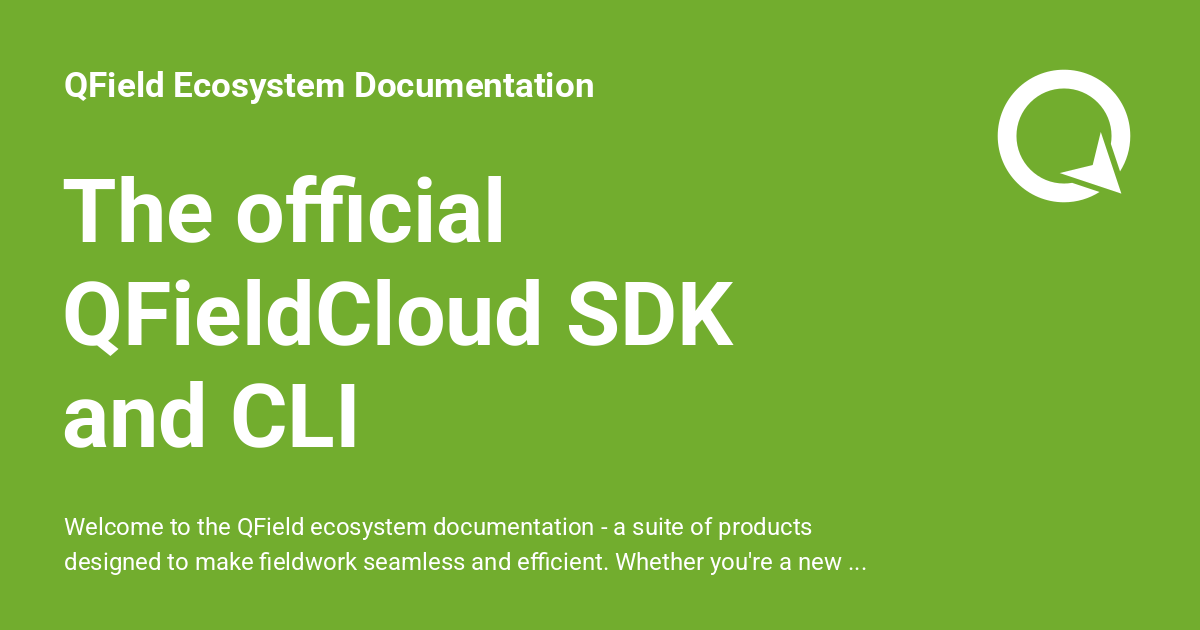 QField Ecosystem Documentation
The official
QFieldCloud SDK
and CLI
Welcome to the QField ecosystem documentation - a suite of products
designed to make fieldwork seamless and efficient. Whether you're a new ...